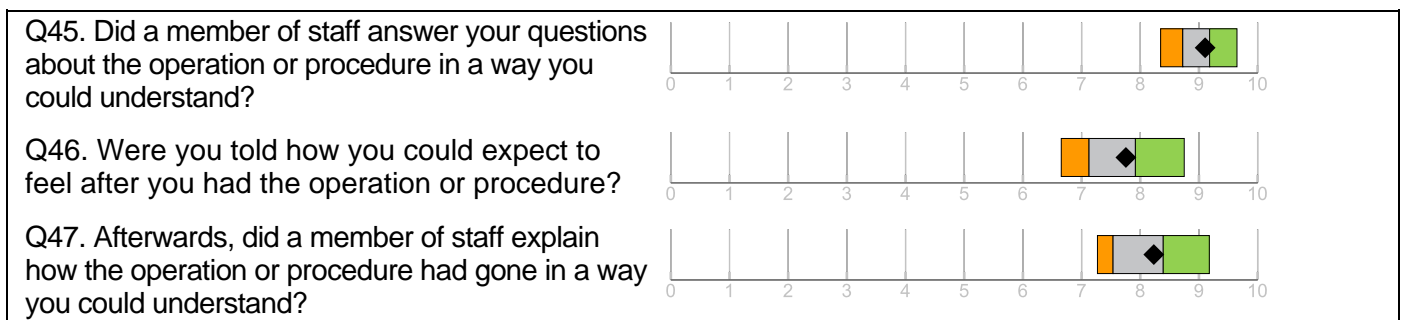 Q45. Did a member of staff answer your questions
about the operation or procedure in a way you
could understand?
0 1 2 3 4 5 6 7 8 9 10
Q46. Were you told how you could expect to
feel after you had the operation or procedure?
0 1 2 3 4 5 6 7 8 9 10
Q47. Afterwards, did a member of staff explain
how the operation or procedure had gone in a way
you could understand?
0 1 2 3 4 5 6 7 8 9 10